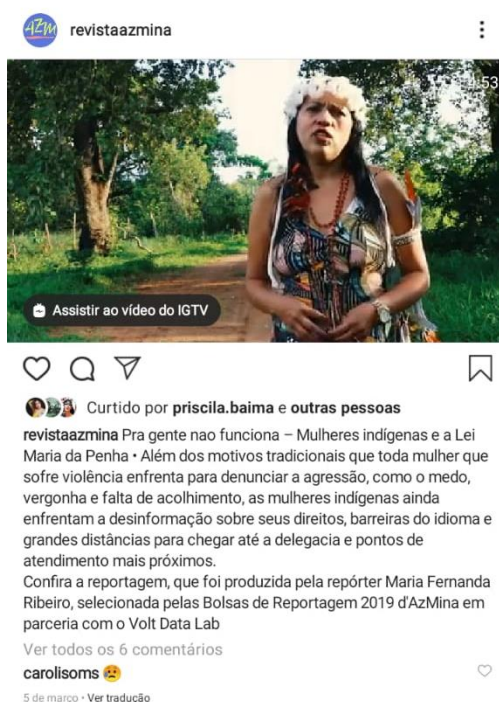 AZM
revistaazmina
4:53
Assistir ao vídeo do IGTV
Curtido por priscila.baima e outras pessoas
revistaazmina Pra gente nao funciona – Mulheres indígenas e a Lei
Maria da Penha • Além dos motivos tradicionais que toda mulher que
sofre violência enfrenta para denunciar a agressão, como o medo,
vergonha e falta de acolhimento, as mulheres indígenas ainda
enfrentam a desinformação sobre seus direitos, barreiras do idioma e
grandes distâncias para chegar até a delegacia e pontos de
atendimento mais próximos.
Confira a reportagem, que foi produzida pela repórter Maria Fernanda
Ribeiro, selecionada pelas Bolsas de Reportagem 2019 d'AzMina em
parceria com o Volt Data Lab
Ver todos os 6 comentários
carolisoms 😥
5 de março • Ver tradução